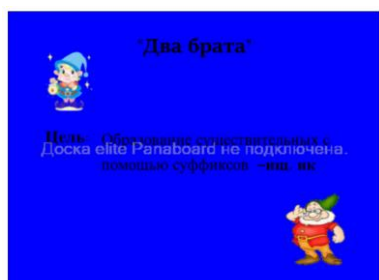 "Два брата"
Цель: Образование существительных с
Доска elite Panaboard не подключена.
помощью суффиксов –ищ, ик